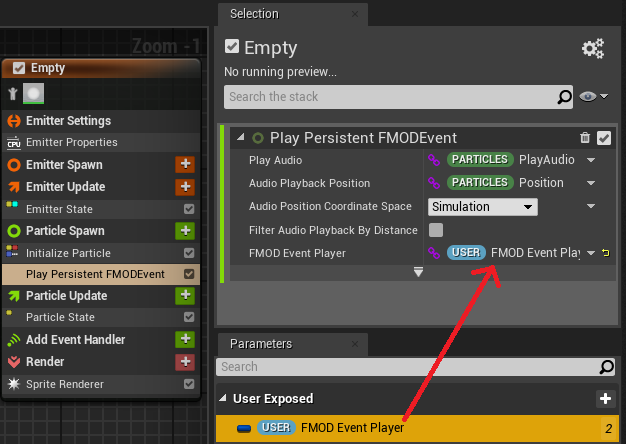 Zoom -1
Empty
Emitter Settings
Emitter Properties
CPU
Emitter Spawn
Emitter Update
Emitter State
Particle Spawn
Initialize Particle
Play Persistent FMODEvent
Particle Update
Particle State
Add Event Handler
Render
Sprite Renderer
Selection
Empty
No running preview...
Search the stack
Play Persistent FMODEvent
Play Audio PARTICLES PlayAudio
Audio Playback Position PARTICLES Position
Audio Position Coordinate Space Simulation
Filter Audio Playback By Distance
FMOD Event Player USER FMOD Event Play
Parameters
Search
User Exposed
USER FMOD Event Player 2